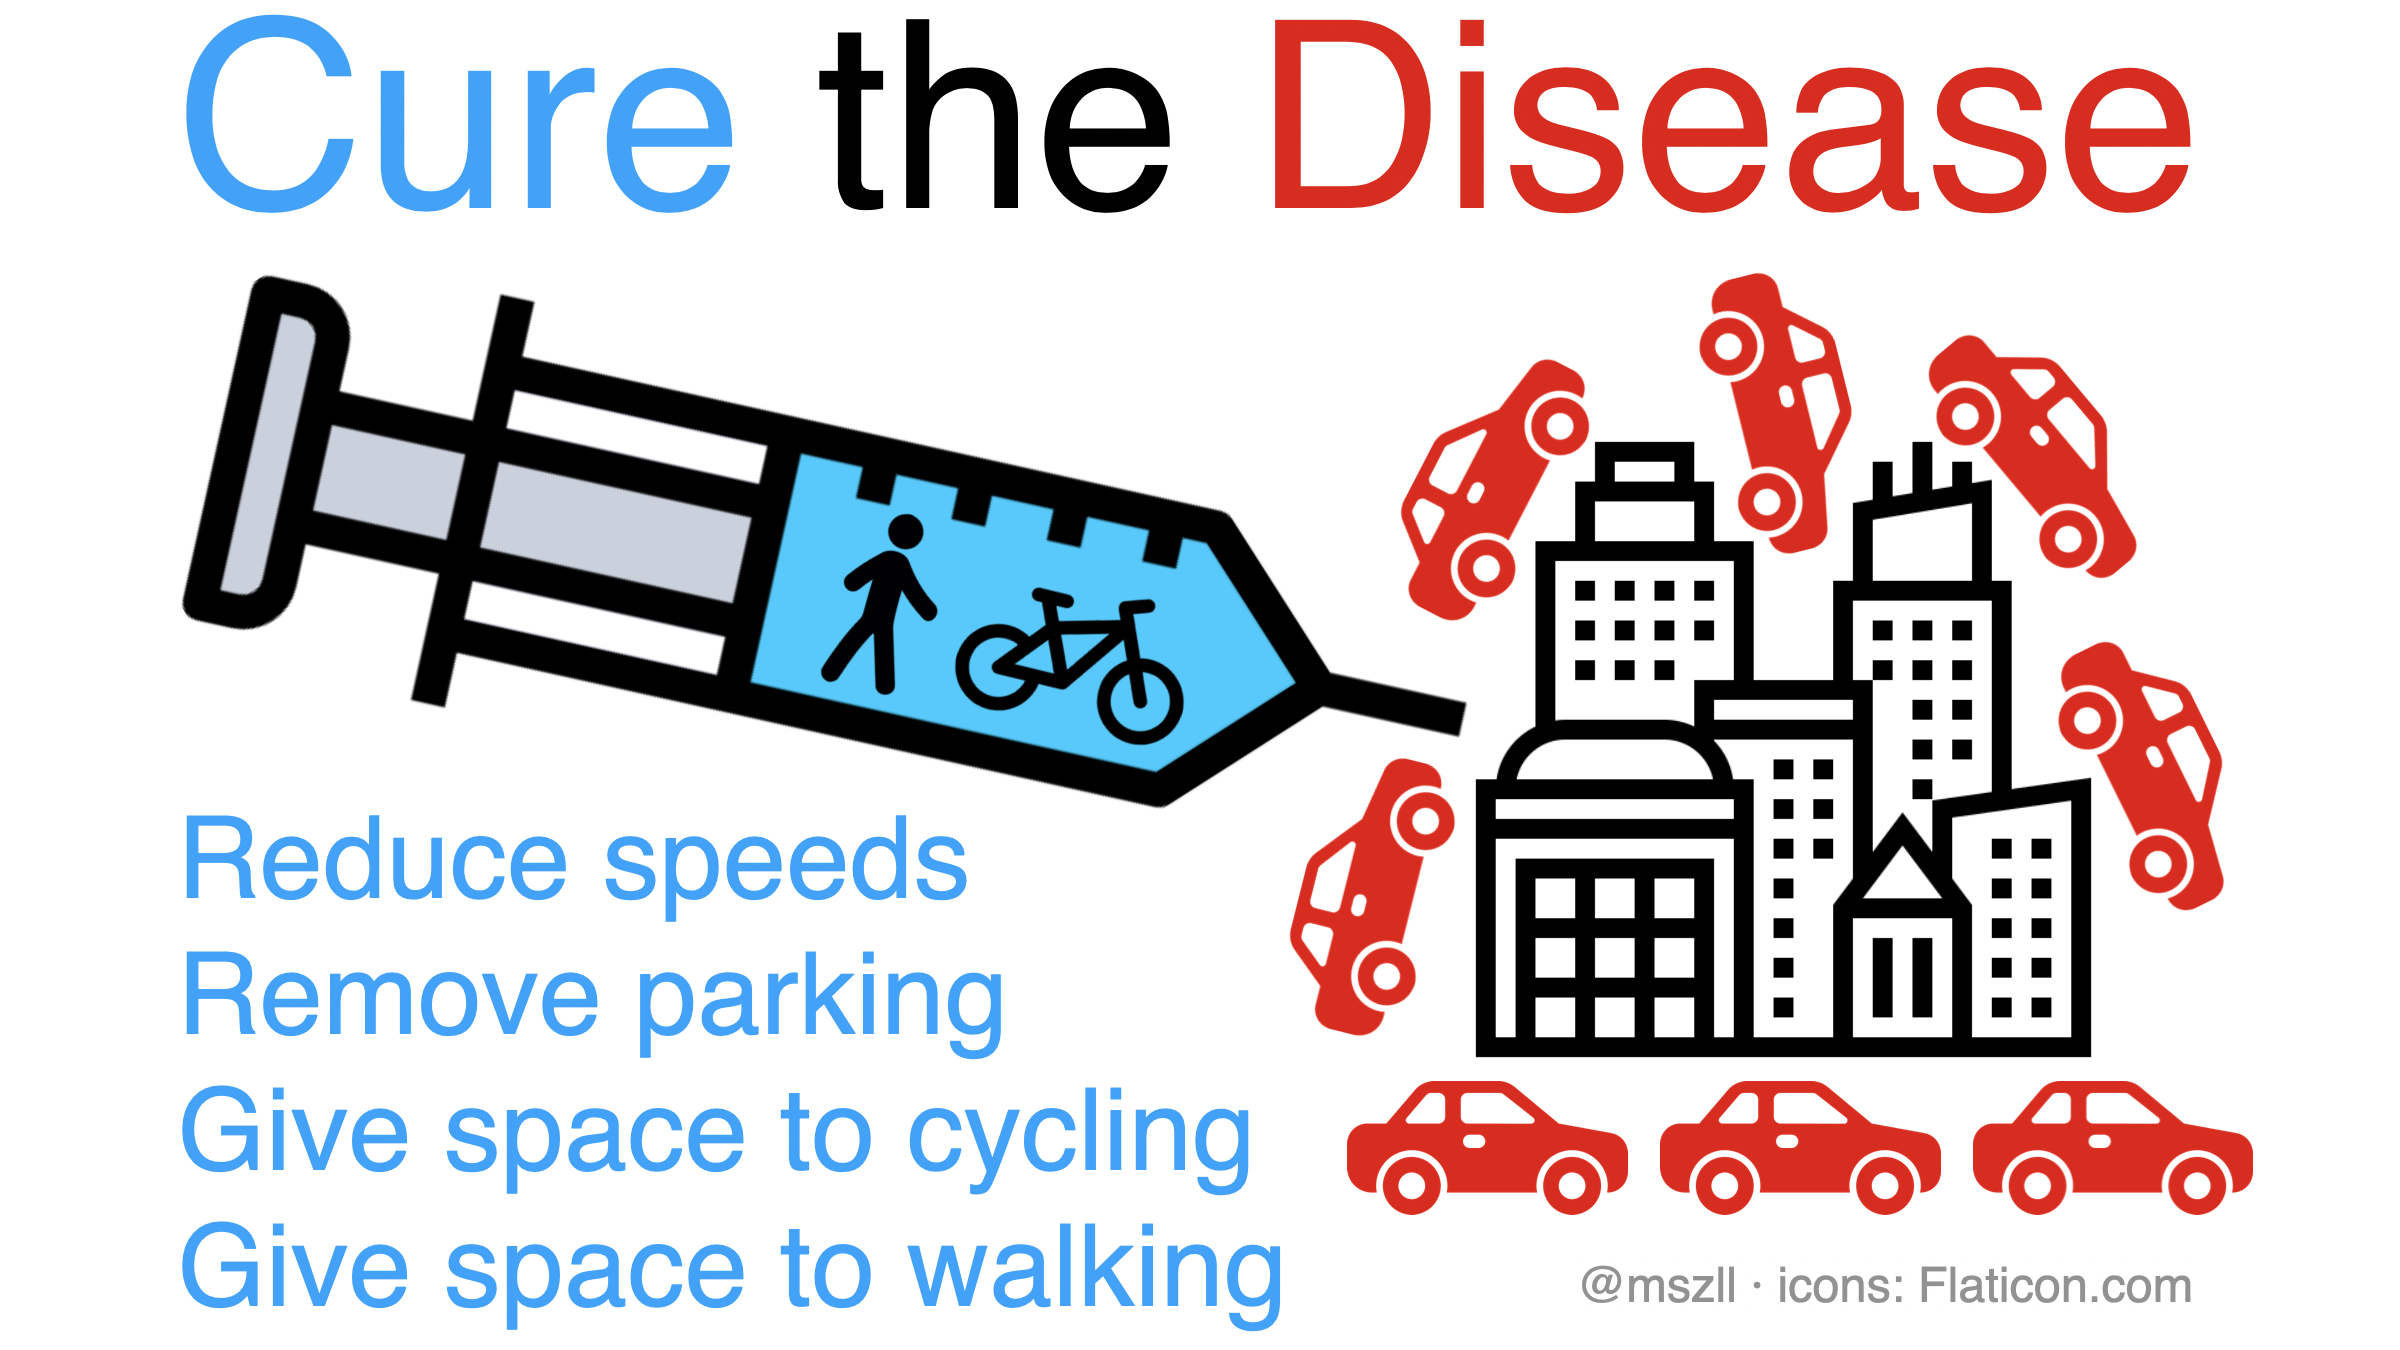 Cure the Disease
Reduce speeds
Remove parking
Give space to cycling
Give space to walking
@mszll · icons: Flaticon.com